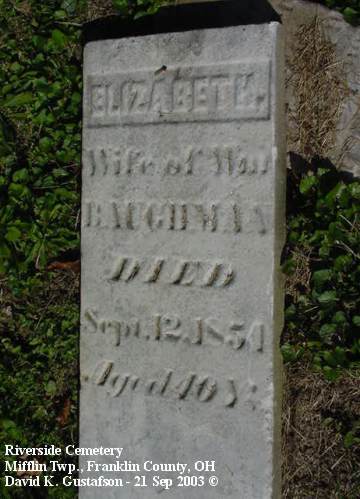 ELIZABETH,
Wife of Wm
BAUGHMAN
DIED
Sept. 12, 1854
Aged 40 Y
Riverside Cemetery
Mifflin Twp., Franklin County, OH
David K. Gustafson - 21 Sep 2003 ©